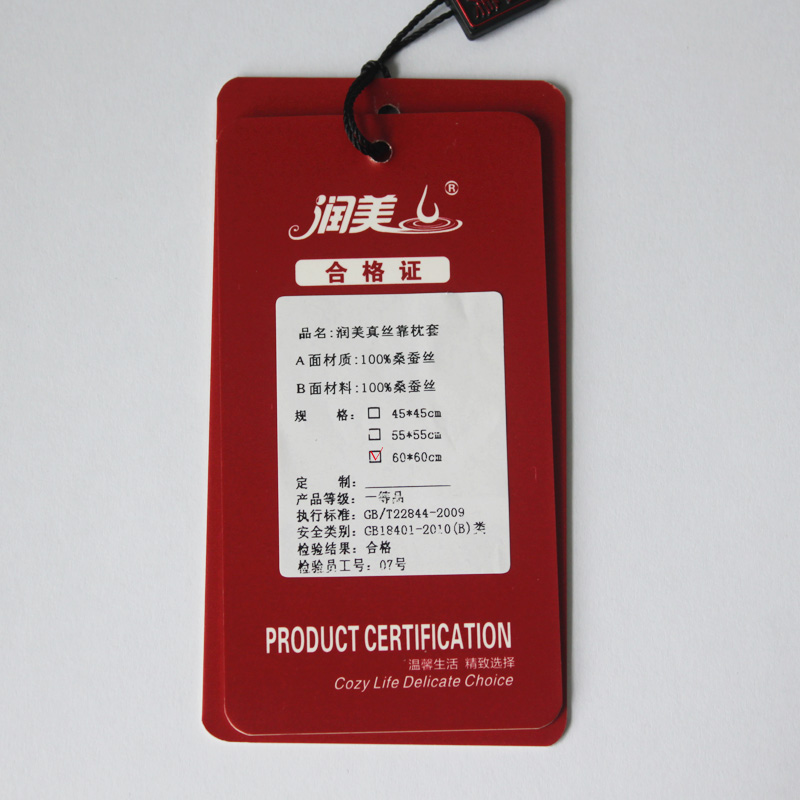 润美®
合格证
品名:润美真丝靠枕套
A面材质:100%桑蚕丝
B面材料:100%桑蚕丝
规 格: □ 45*45cm
□ 55*55cm
☑ 60*60cm
定 制:
产品等级: 一等品
执行标准: GB/T22844-2009
安全类别: GB18401-2010(B)类
检验结果: 合格
检验员工号: 07号
PRODUCT CERTIFICATION
温馨生活 精致选择
Cozy Life Delicate Choice